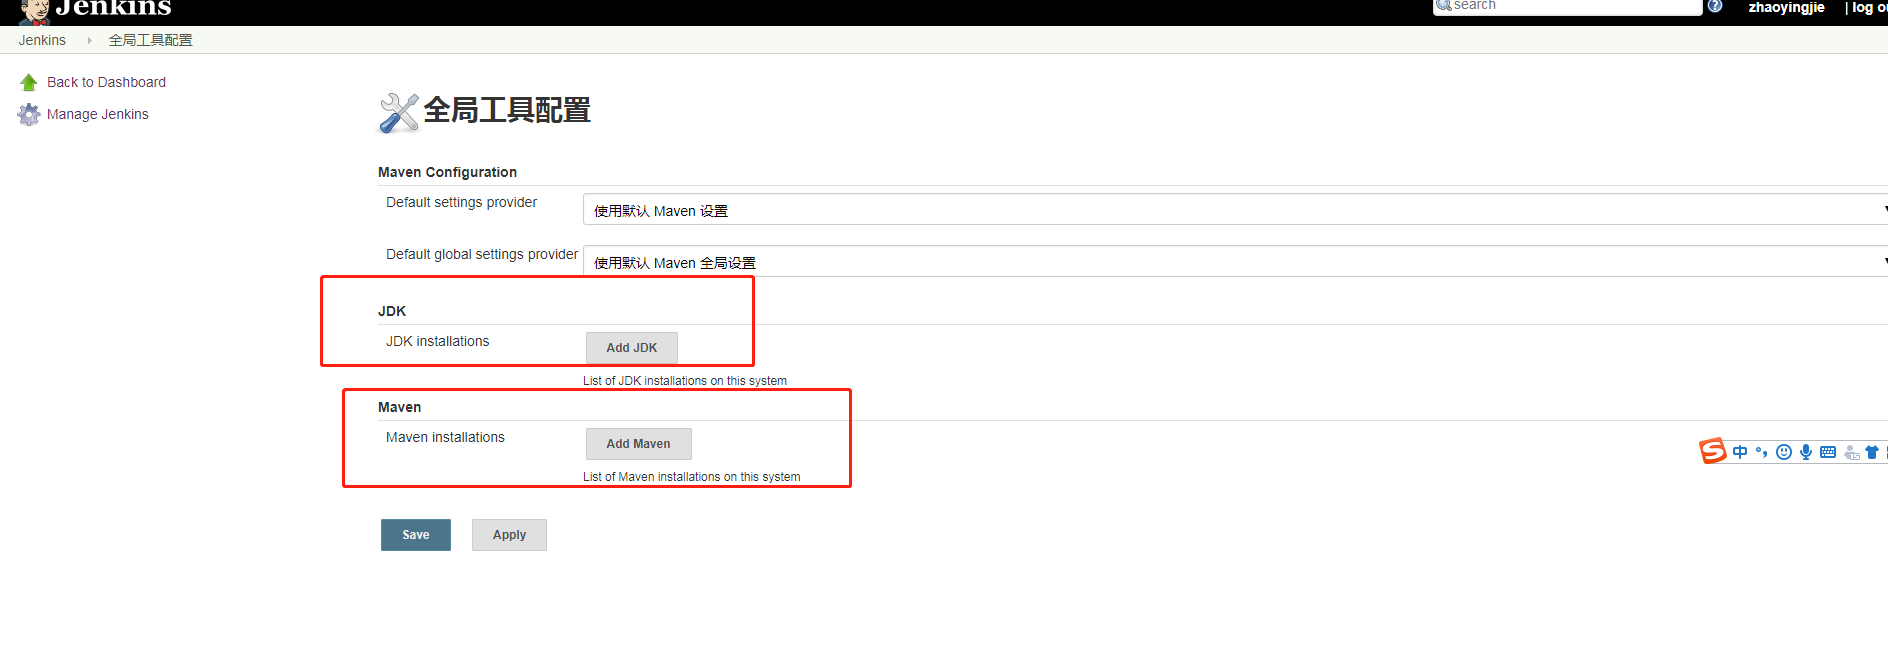 Jenkins
search
zhaoyingjie | log
Jenkins 全局工具配置
Back to Dashboard
Manage Jenkins
全局工具配置
Maven Configuration
Default settings provider
使用默认 Maven 设置
Default global settings provider
使用默认 Maven 全局设置
JDK
JDK installations
Add JDK
List of JDK installations on this system
Maven
Maven installations
Add Maven
List of Maven installations on this system
中
Save
Apply